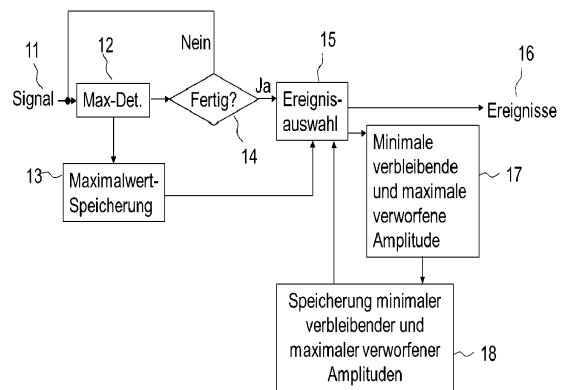 11
Signal
12
Max-Det.
Nein
Fertig?
14
Ja
15
Ereignis-
auswahl
16
Ereignisse
13
Maximalwert-
Speicherung
Minimale
verbleibende
und maximale
verworfene
Amplitude
17
Speicherung minimaler
verbleibender und
maximaler verworfener
Amplituden
18